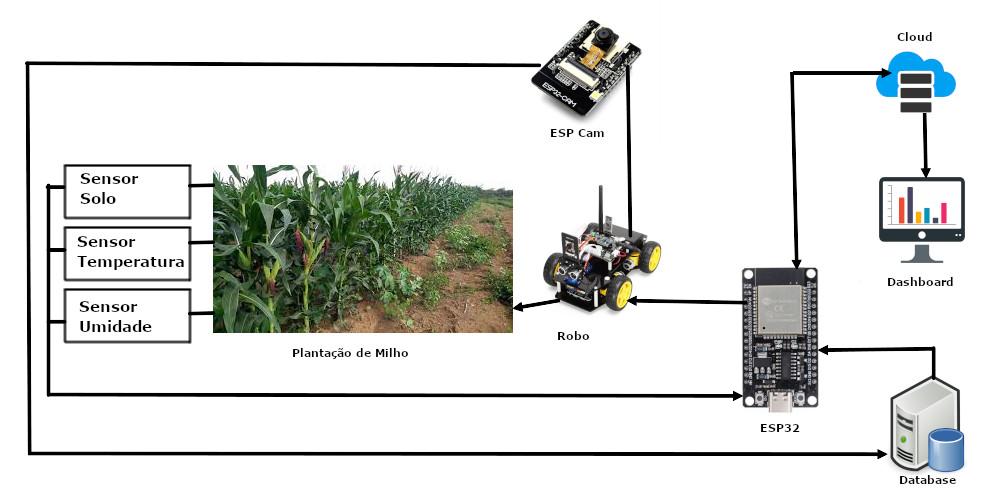 Cloud
ESP32-CAM
ESP Cam
Sensor
Solo
Sensor
Temperatura
Sensor
Umidade
Dashboard
Robo
Plantação de Milho
ESP32
Database